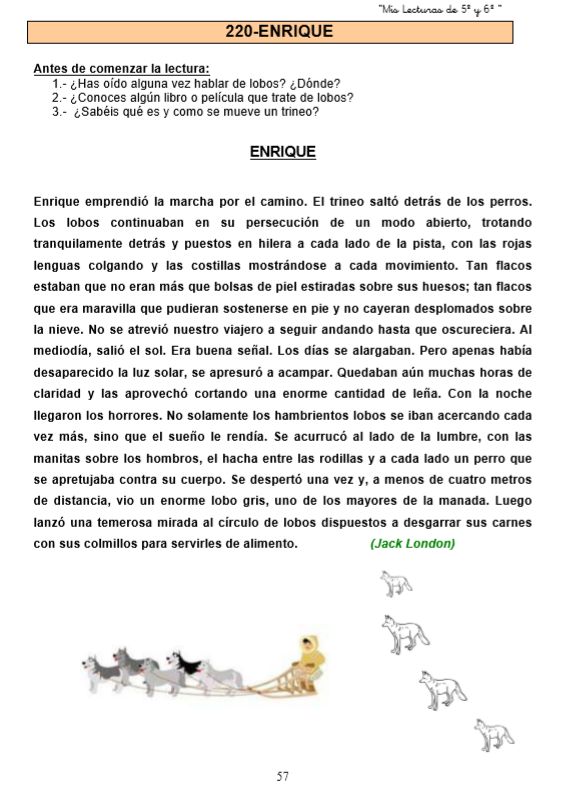 "Mis Lecturas de 5º y 6º "
220-ENRIQUE
Antes de comenzar la lectura:
1.- ¿Has oído alguna vez hablar de lobos? ¿Dónde?
2.- ¿Conoces algún libro o película que trate de lobos?
3.- ¿Sabéis qué es y como se mueve un trineo?
ENRIQUE
Enrique emprendió la marcha por el camino. El trineo saltó detrás de los perros.
Los lobos continuaban en su persecución de un modo abierto, trotando
tranquilamente detrás y puestos en hilera a cada lado de la pista, con las rojas
lenguas colgando y las costillas mostrándose a cada movimiento. Tan flacos
estaban que no eran más que bolsas de piel estiradas sobre sus huesos; tan flacos
que era maravilla que pudieran sostenerse en pie y no cayeran desplomados sobre
la nieve. No se atrevió nuestro viajero a seguir andando hasta que oscureciera. Al
mediodía, salió el sol. Era buena señal. Los días se alargaban. Pero apenas había
desaparecido la luz solar, se apresuró a acampar. Quedaban aún muchas horas de
claridad y las aprovechó cortando una enorme cantidad de leña. Con la noche
llegaron los horrores. No solamente los hambrientos lobos se iban acercando cada
vez más, sino que el sueño le rendía. Se acurrucó al lado de la lumbre, con las
manitas sobre los hombros, el hacha entre las rodillas y a cada lado un perro que
se apretujaba contra su cuerpo. Se despertó una vez y, a menos de cuatro metros
de distancia, vio un enorme lobo gris, uno de los mayores de la manada. Luego
lanzó una temerosa mirada al círculo de lobos dispuestos a desgarrar sus carnes
con sus colmillos para servirles de alimento. (Jack London)
57